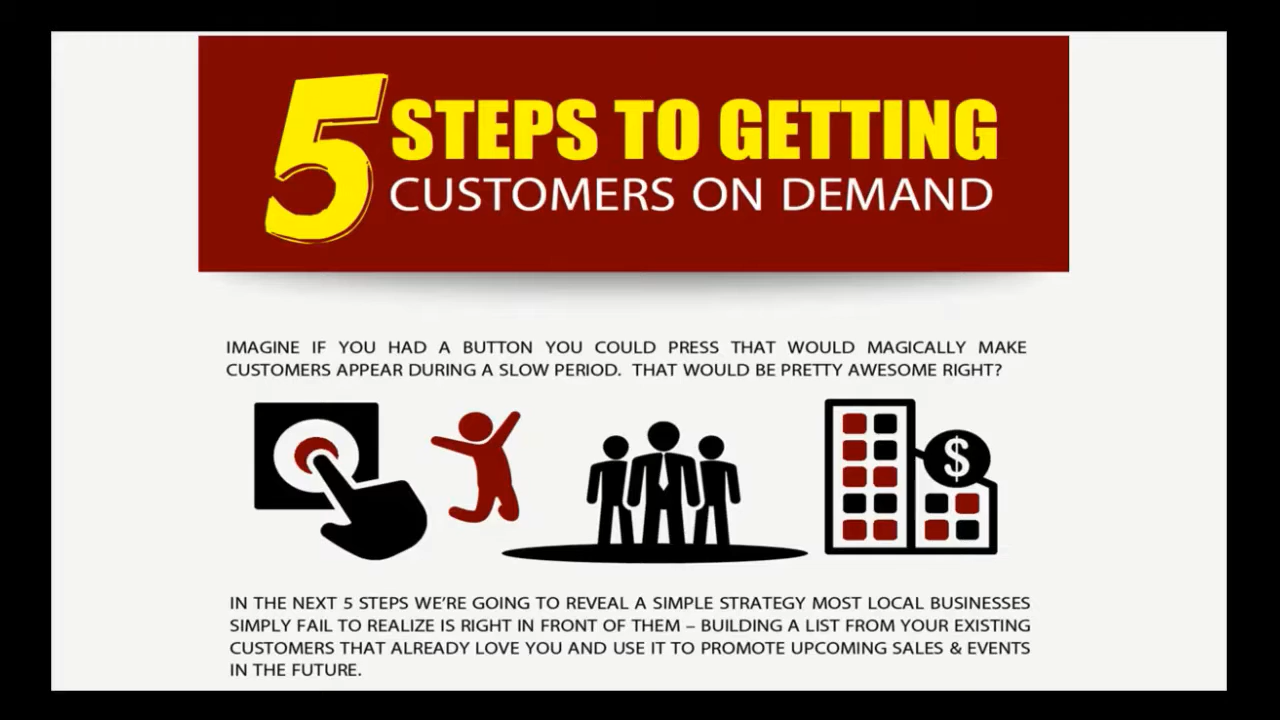 5 STEPS TO GETTING
CUSTOMERS ON DEMAND
IMAGINE IF YOU HAD A BUTTON YOU COULD PRESS THAT WOULD MAGICALLY MAKE
CUSTOMERS APPEAR DURING A SLOW PERIOD. THAT WOULD BE PRETTY AWESOME RIGHT?
$
IN THE NEXT 5 STEPS WE'RE GOING TO REVEAL A SIMPLE STRATEGY MOST LOCAL BUSINESSES
SIMPLY FAIL TO REALIZE IS RIGHT IN FRONT OF THEM – BUILDING A LIST FROM YOUR EXISTING
CUSTOMERS THAT ALREADY LOVE YOU AND USE IT TO PROMOTE UPCOMING SALES & EVENTS
IN THE FUTURE.